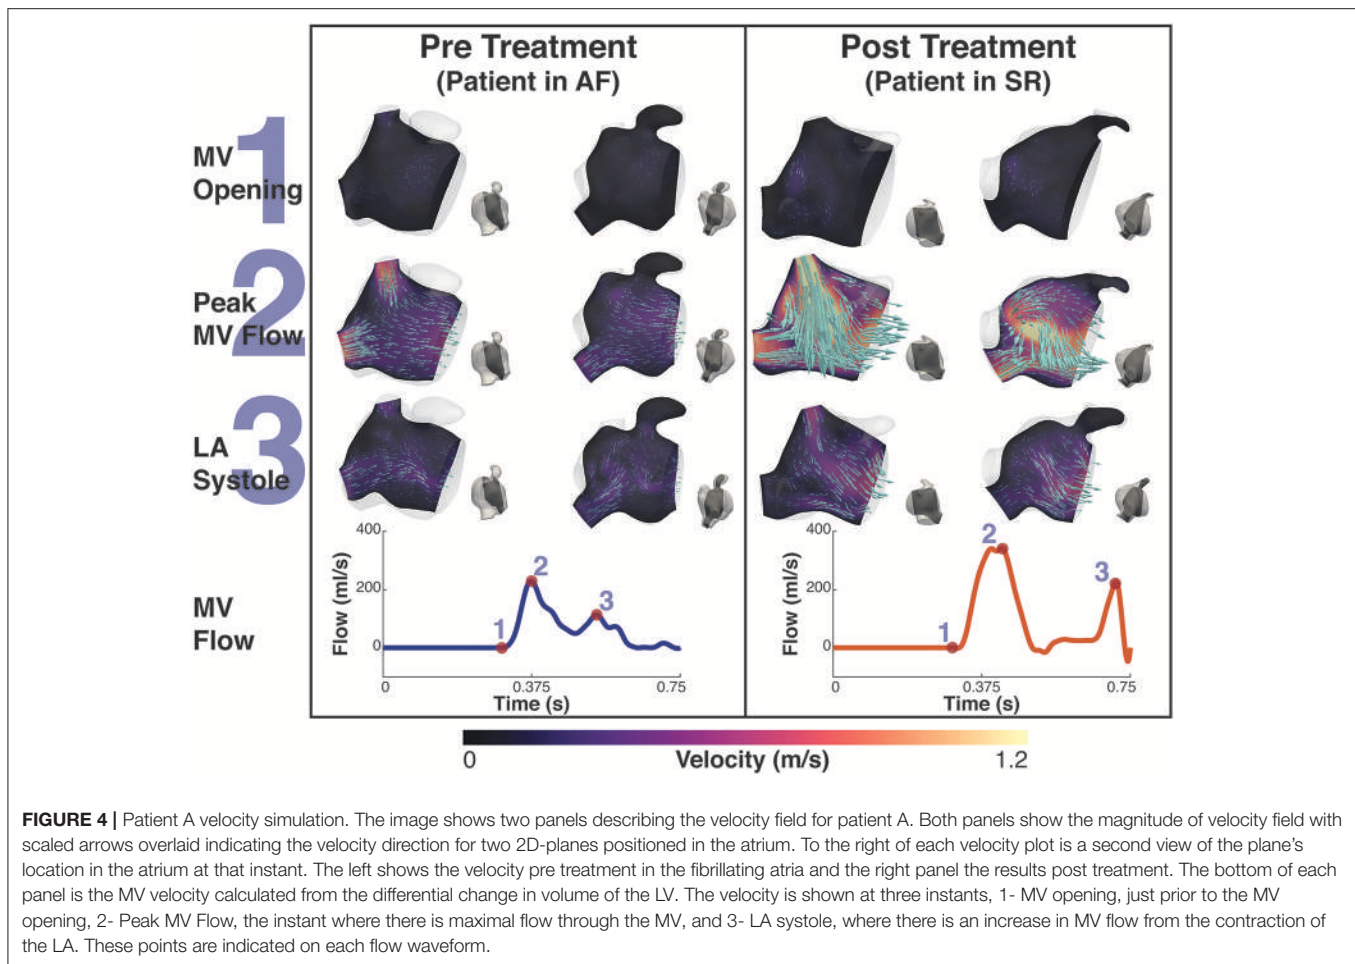 Pre Treatment
(Patient in AF)
Post Treatment
(Patient in SR)
1
MV
Opening
2
Peak
MV Flow
3
LA
Systole
MV
Flow
Flow (ml/s)
400
200
0
1
2
3
0
0.375
0.75
Time (s)
Flow (ml/s)
400
200
0
1
2
3
0
0.375
0.75
Time (s)
0
Velocity (m/s)
1.2
FIGURE 4 | Patient A velocity simulation. The image shows two panels describing the velocity field for patient A. Both panels show the magnitude of velocity field with
scaled arrows overlaid indicating the velocity direction for two 2D-planes positioned in the atrium. To the right of each velocity plot is a second view of the plane's
location in the atrium at that instant. The left shows the velocity pre treatment in the fibrillating atria and the right panel the results post treatment. The bottom of each
panel is the MV velocity calculated from the differential change in volume of the LV. The velocity is shown at three instants, 1- MV opening, just prior to the MV
opening, 2- Peak MV Flow, the instant where there is maximal flow through the MV, and 3- LA systole, where there is an increase in MV flow from the contraction of
the LA. These points are indicated on each flow waveform.